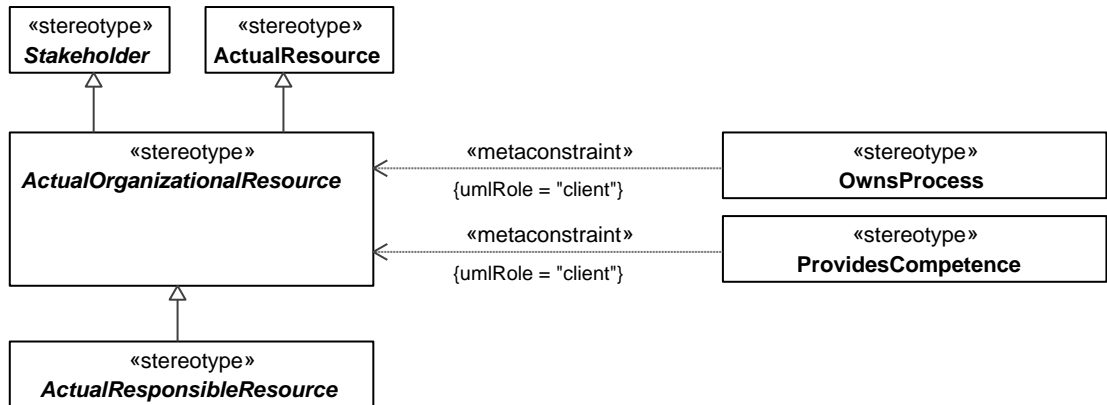 «stereotype»
Stakeholder
«stereotype»
ActualResource
«stereotype»
ActualOrganizationalResource
«metaconstraint»
{umlRole = "client"}
«stereotype»
OwnsProcess
«metaconstraint»
{umlRole = "client"}
«stereotype»
ProvidesCompetence
«stereotype»
ActualResponsibleResource